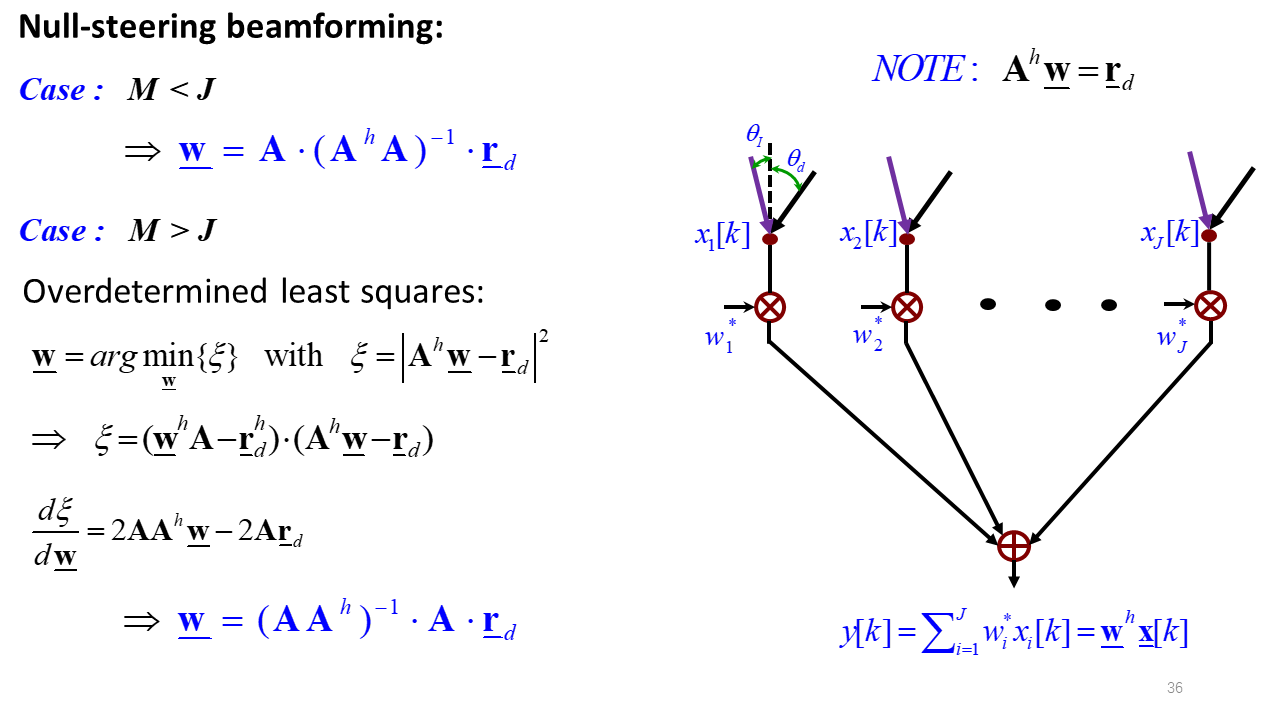 Null-steering beamforming:
Case : M < J
⇒ w = A · (A^h A)^−1 · r_d
Case : M > J
Overdetermined least squares:
w = arg min_w {ξ} with ξ = |A^h w − r_d|^2
⇒ ξ = (w^h A − r_d^h) · (A^h w − r_d)
dξ/dw = 2AA^h w − 2Ar_d
⇒ w = (A A^h)^−1 · A · r_d
NOTE : A^h w = r_d
θ_I θ_d
x_1[k] x_2[k] x_J[k]
w_1^* w_2^* w_J^*
y[k] = ∑_{i=1}^J w_i^* x_i[k] = w^h x[k]
36